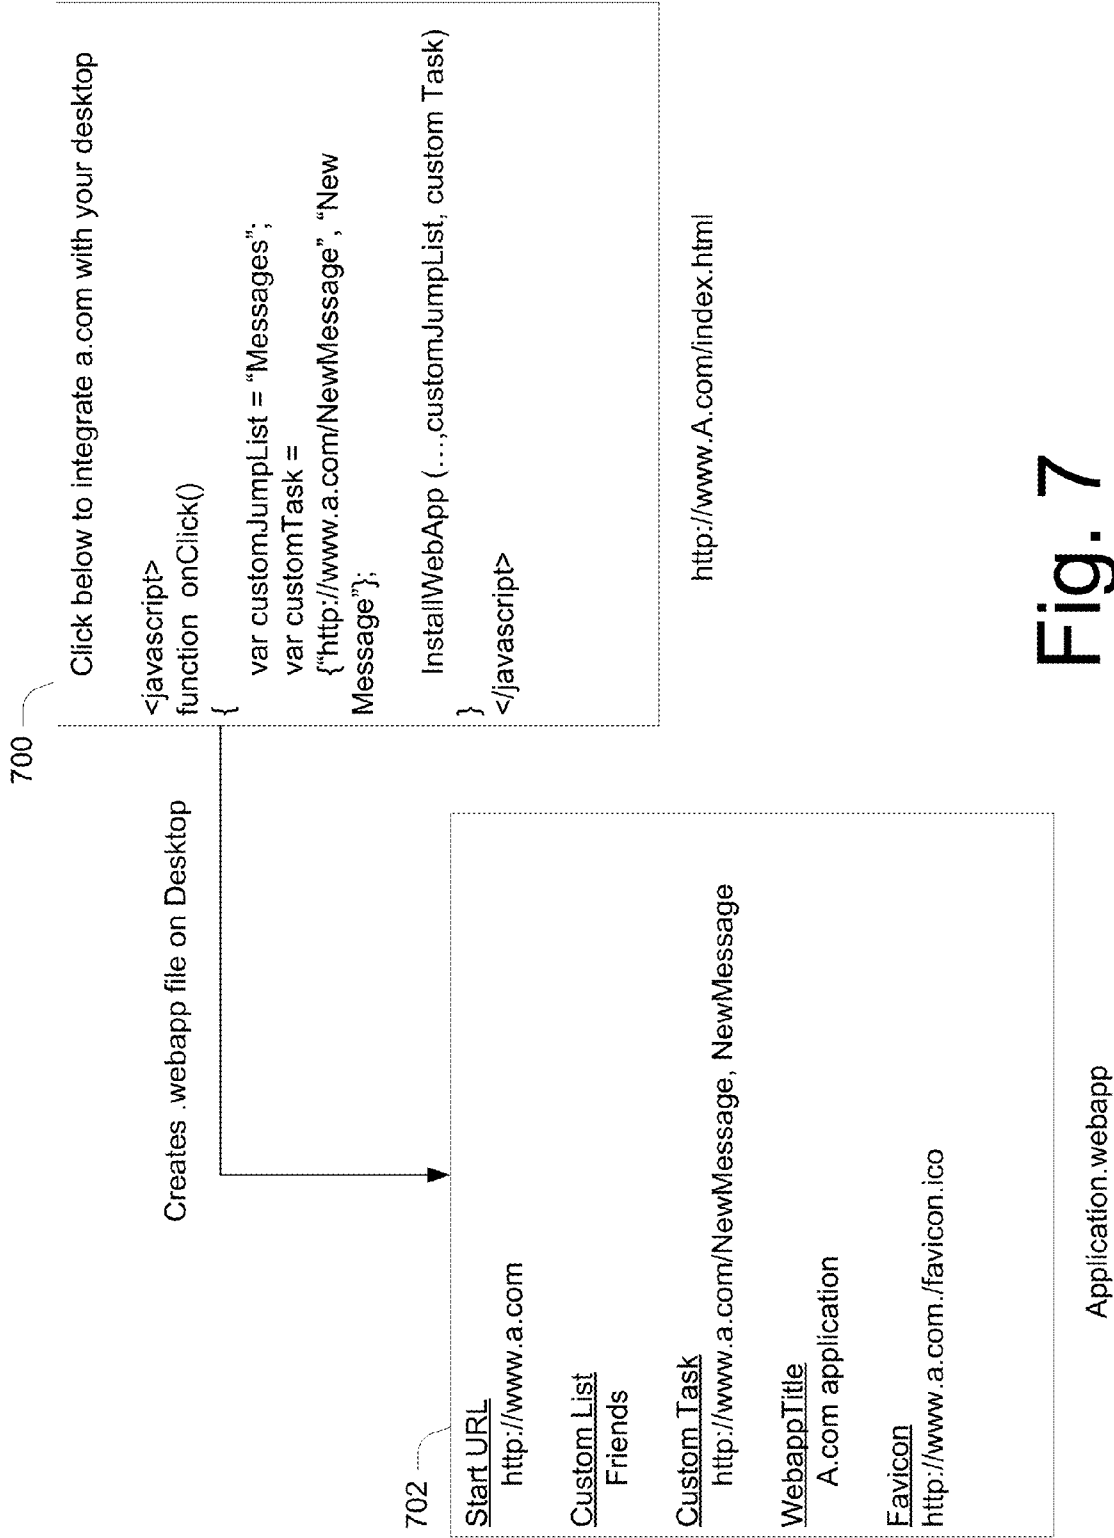 700
Click below to integrate a.com with your desktop
<javascript>
function onClick()
{
var customJumpList = “Messages”;
var customTask =
{“http://www.a.com/NewMessage”, “New
Message”};
InstallWebApp (…,customJumpList, custom Task)
}
</javascript>
http://www.A.com/index.html
Creates .webapp file on Desktop
702
Start URL
http://www.a.com
Custom List
Friends
Custom Task
http://www.a.com/NewMessage, NewMessage
WebappTitle
A.com application
Favicon
http://www.a.com./favicon.ico
Application.webapp
Fig. 7